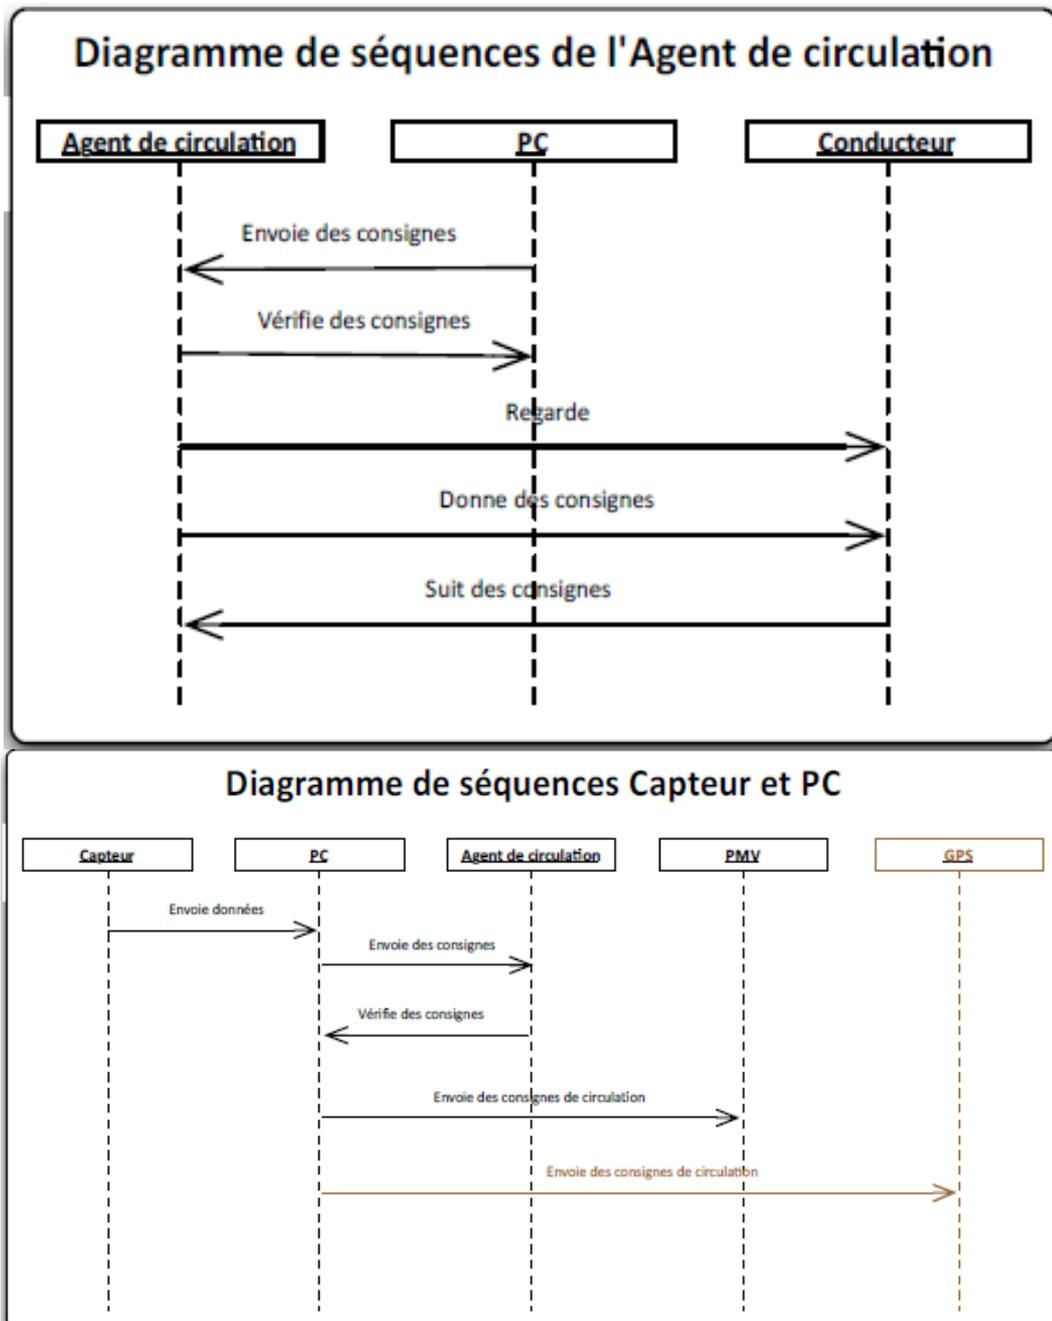 Diagramme de séquences de l'Agent de circulation
Agent de circulation
PC
Conducteur
Envoie des consignes
Vérifie des consignes
Regarde
Donne des consignes
Suit des consignes
Diagramme de séquences Capteur et PC
Capteur
PC
Agent de circulation
PMV
GPS
Envoie données
Envoie des consignes
Vérifie des consignes
Envoie des consignes de circulation
Envoie des consignes de circulation